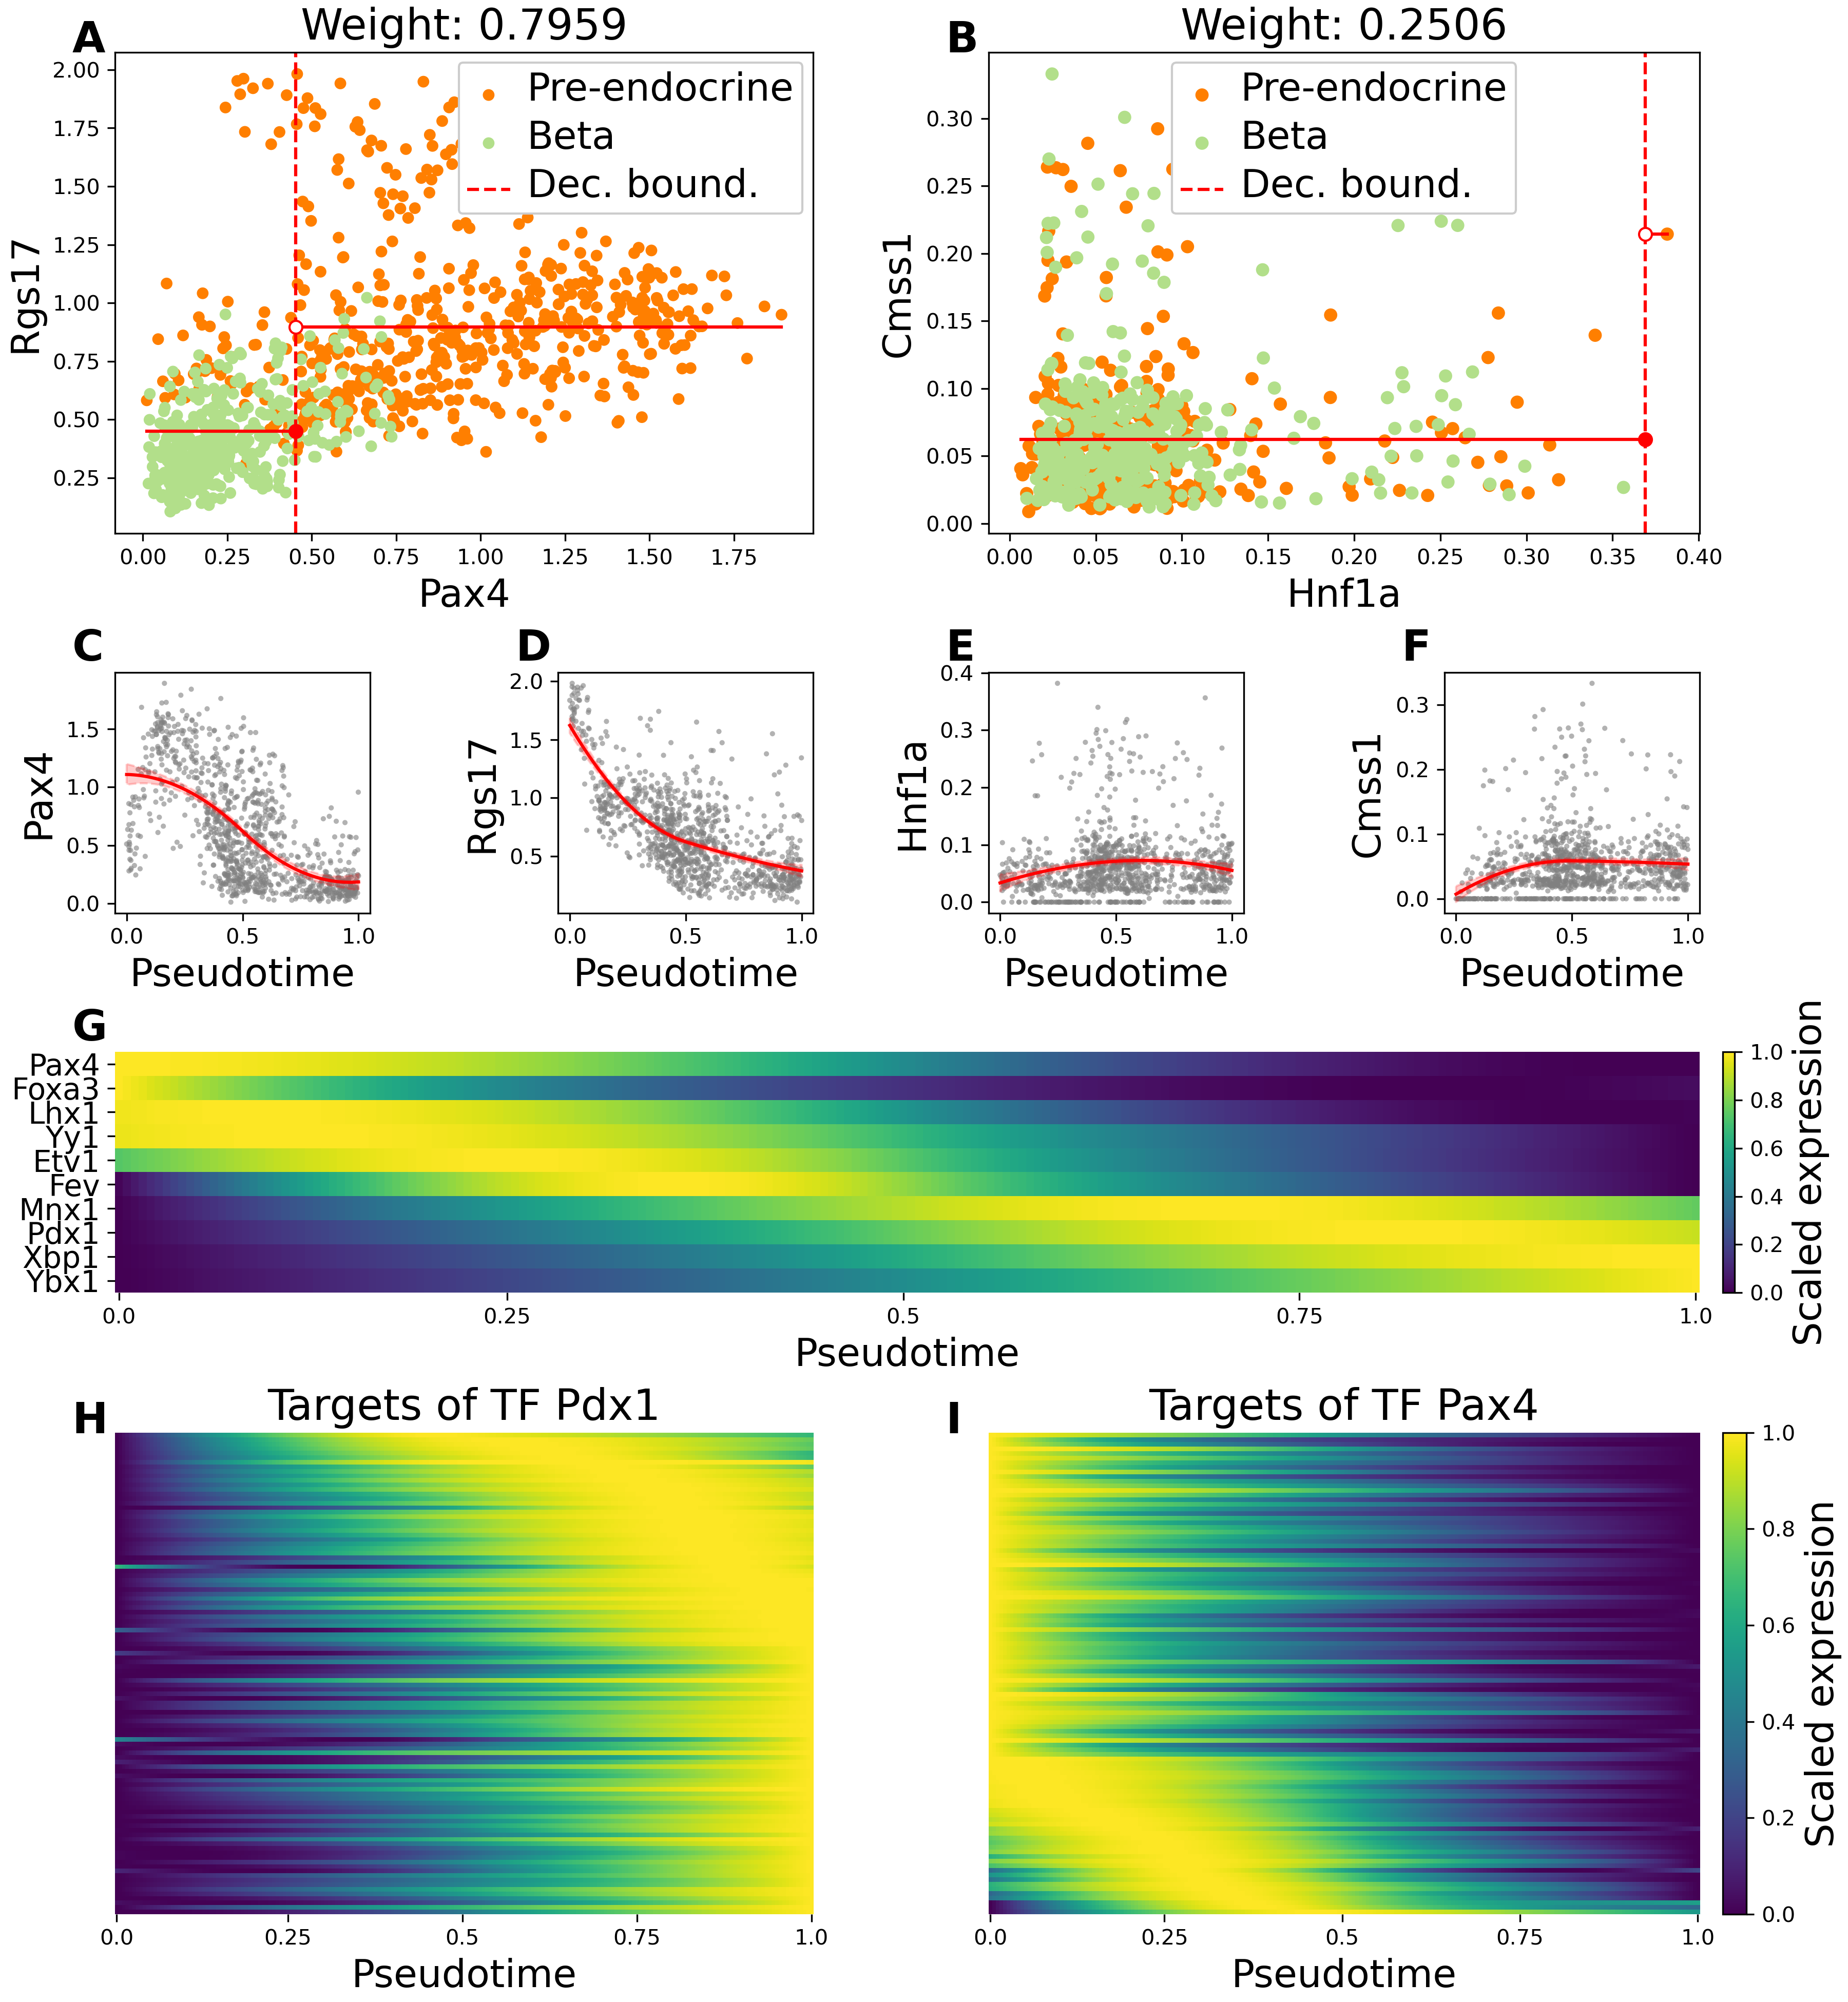 A
Weight: 0.7959
2.00
1.75
1.50
1.25
1.00
0.75
0.50
0.25
Rgs17
Pre-endocrine
Beta
Dec. bound.
0.00 0.25 0.50 0.75 1.00 1.25 1.50 1.75
Pax4
B
Weight: 0.2506
0.30
0.25
0.20
0.15
0.10
0.05
0.00
Cmss1
Pre-endocrine
Beta
Dec. bound.
0.00 0.05 0.10 0.15 0.20 0.25 0.30 0.35 0.40
Hnf1a
C
1.5
1.0
0.5
0.0
Pax4
0.0 0.5 1.0
Pseudotime
D
2.0
1.5
1.0
0.5
Rgs17
0.0 0.5 1.0
Pseudotime
E
0.4
0.3
0.2
0.1
0.0
Hnf1a
0.0 0.5 1.0
Pseudotime
F
0.3
0.2
0.1
0.0
Cmss1
0.0 0.5 1.0
Pseudotime
G
Pax4
Foxa3
Lhx1
Yy1
Etv1
Fev
Mnx1
Pdx1
Xbp1
Ybx1
0.0 0.25 0.5 0.75 1.0
Pseudotime
1.0
0.8
0.6
0.4
0.2
0.0
Scaled expression
H
Targets of TF Pdx1
0.0 0.25 0.5 0.75 1.0
Pseudotime
I
Targets of TF Pax4
0.0 0.25 0.5 0.75 1.0
Pseudotime
1.0
0.8
0.6
0.4
0.2
0.0
Scaled expression